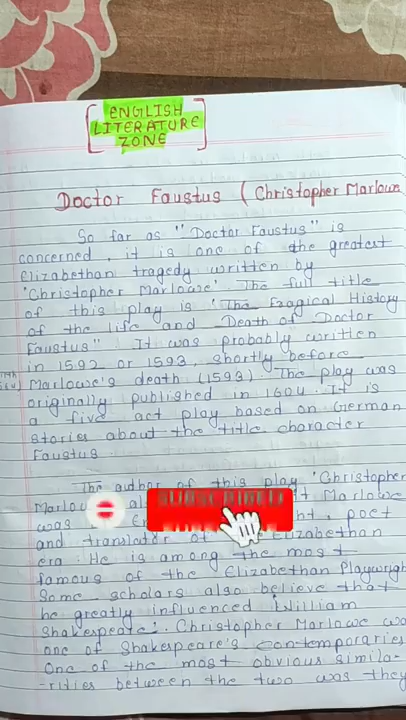 ENGLISH
LITERATURE
ZONE
Doctor Faustus (Christopher Marlowe
So far as "Doctor Faustus" is
concerned, it is one of the greatest
Elizabethan tragedy written by
'Christopher Marlowe'. The full title
of this play is 'The Tragical History
of the life and Death of Doctor
Faustus". It was probably written
in 1592 or 1593, shortly before
Marlowe's death (1593). The play was
originally published in 1604. It is
a five act play based on German
stories about the title character
Faustus.
The author of this play 'Christopher
Marlowe
was
and translator of Elizabethan
era. He is among the most
famous of the Elizabethan Playwrigh
Some scholars also believe that
he greatly influenced William
Shakespeare'. Christopher Marlowe wa
one of Shakespeare's contemporaries
One of the most obvious simila-
-rities between the two was they